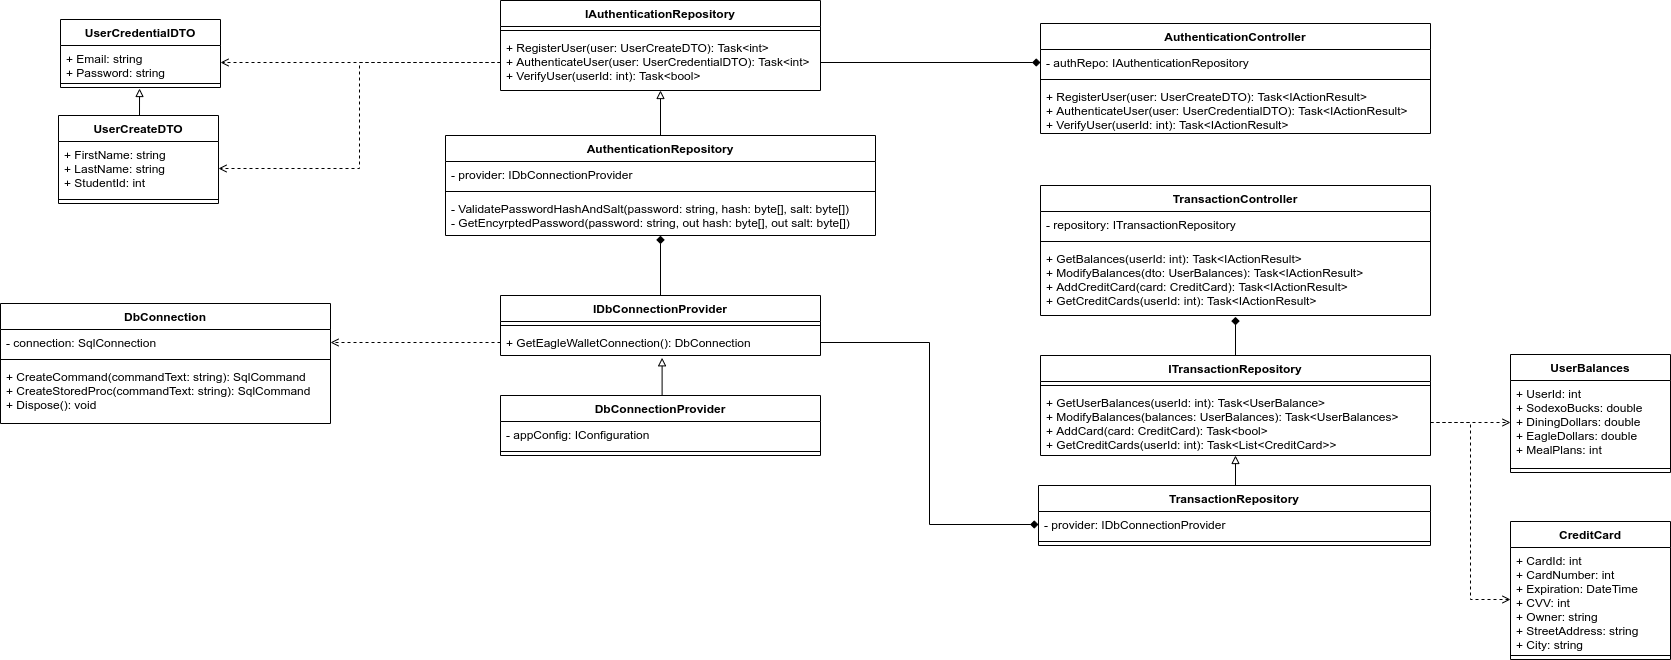 UserCredentialDTO
+ Email: string
+ Password: string
UserCreateDTO
+ FirstName: string
+ LastName: string
+ StudentId: int
IAuthenticationRepository
+ RegisterUser(user: UserCreateDTO): Task<int>
+ AuthenticateUser(user: UserCredentialDTO): Task<int>
+ VerifyUser(userId: int): Task<bool>
AuthenticationRepository
- provider: IDbConnectionProvider
- ValidatePasswordHashAndSalt(password: string, hash: byte[], salt: byte[])
- GetEncyrptedPassword(password: string, out hash: byte[], out salt: byte[])
AuthenticationController
- authRepo: IAuthenticationRepository
+ RegisterUser(user: UserCreateDTO): Task<IActionResult>
+ AuthenticateUser(user: UserCredentialDTO): Task<IActionResult>
+ VerifyUser(userId: int): Task<IActionResult>
TransactionController
- repository: ITransactionRepository
+ GetBalances(userId: int): Task<IActionResult>
+ ModifyBalances(dto: UserBalances): Task<IActionResult>
+ AddCreditCard(card: CreditCard): Task<IActionResult>
+ GetCreditCards(userId: int): Task<IActionResult>
DbConnection
- connection: SqlConnection
+ CreateCommand(commandText: string): SqlCommand
+ CreateStoredProc(commandText: string): SqlCommand
+ Dispose(): void
IDbConnectionProvider
+ GetEagleWalletConnection(): DbConnection
DbConnectionProvider
- appConfig: IConfiguration
ITransactionRepository
+ GetUserBalances(userId: int): Task<UserBalance>
+ ModifyBalances(balances: UserBalances): Task<UserBalances>
+ AddCard(card: CreditCard): Task<bool>
+ GetCreditCards(userId: int): Task<List<CreditCard>>
TransactionRepository
- provider: IDbConnectionProvider
UserBalances
+ UserId: int
+ SodexoBucks: double
+ DiningDollars: double
+ EagleDollars: double
+ MealPlans: int
CreditCard
+ CardId: int
+ CardNumber: int
+ Expiration: DateTime
+ CVV: int
+ Owner: string
+ StreetAddress: string
+ City: string